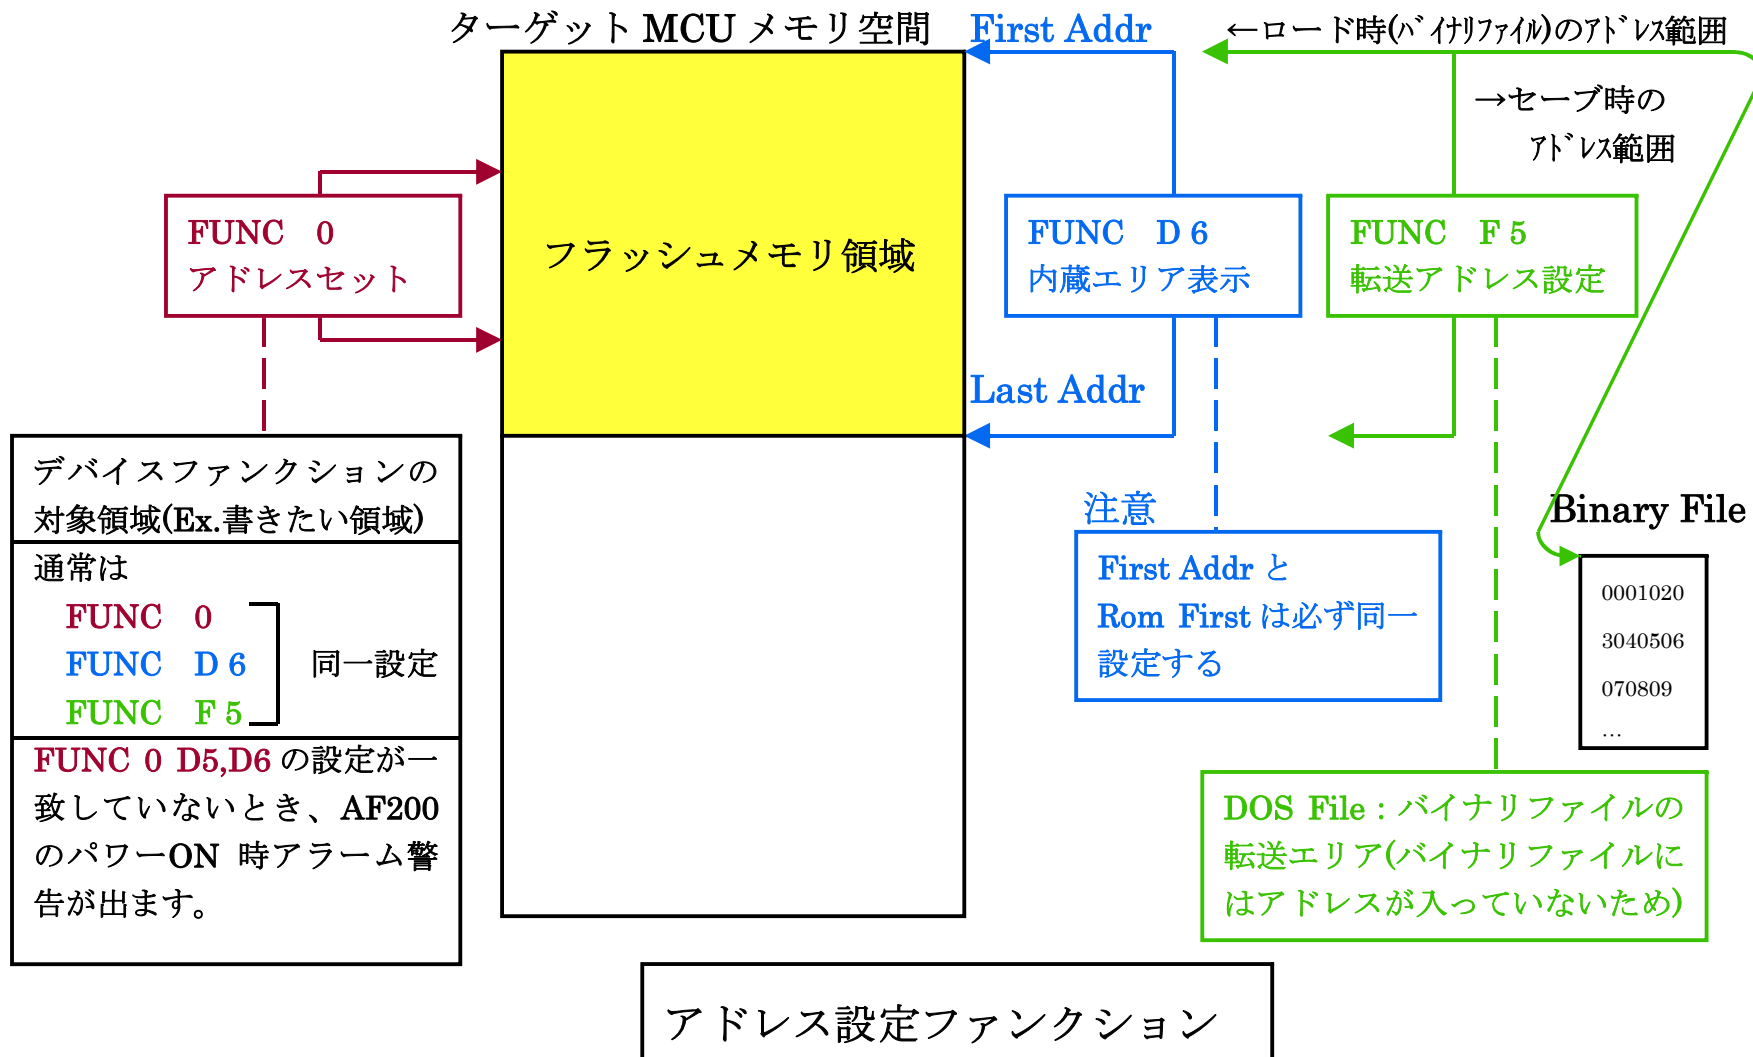 ターゲット MCU メモリ空間
First Addr
←ロード時(ﾊﾞｲﾅﾘﾌｧｲﾙ)のｱﾄﾞﾚｽ範囲
→セーブ時の
ｱﾄﾞﾚｽ範囲
FUNC 0
アドレスセット
フラッシュメモリ領域
FUNC D 6
内蔵エリア表示
FUNC F 5
転送アドレス設定
Last Addr
デバイスファンクションの
対象領域(Ex.書きたい領域)
通常は
FUNC 0
FUNC D 6
FUNC F 5
同一設定
FUNC 0 D5,D6 の設定が一
致していないとき、AF200
のパワーON 時アラーム警
告が出ます。
注意
First Addr と
Rom First は必ず同一
設定する
Binary File
0001020
3040506
070809
…
DOS File : バイナリファイルの
転送エリア(バイナリファイルに
はアドレスが入っていないため)
アドレス設定ファンクション